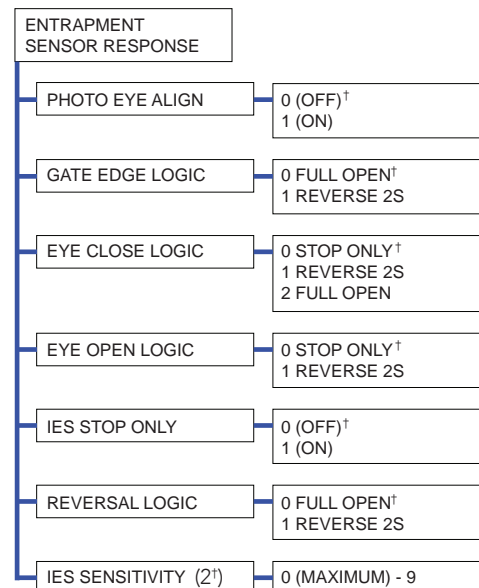 ENTRAPMENT
SENSOR RESPONSE
PHOTO EYE ALIGN
0 (OFF)†
1 (ON)
GATE EDGE LOGIC
0 FULL OPEN†
1 REVERSE 2S
EYE CLOSE LOGIC
0 STOP ONLY†
1 REVERSE 2S
2 FULL OPEN
EYE OPEN LOGIC
0 STOP ONLY†
1 REVERSE 2S
IES STOP ONLY
0 (OFF)†
1 (ON)
REVERSAL LOGIC
0 FULL OPEN†
1 REVERSE 2S
IES SENSITIVITY (2†)
0 (MAXIMUM) - 9